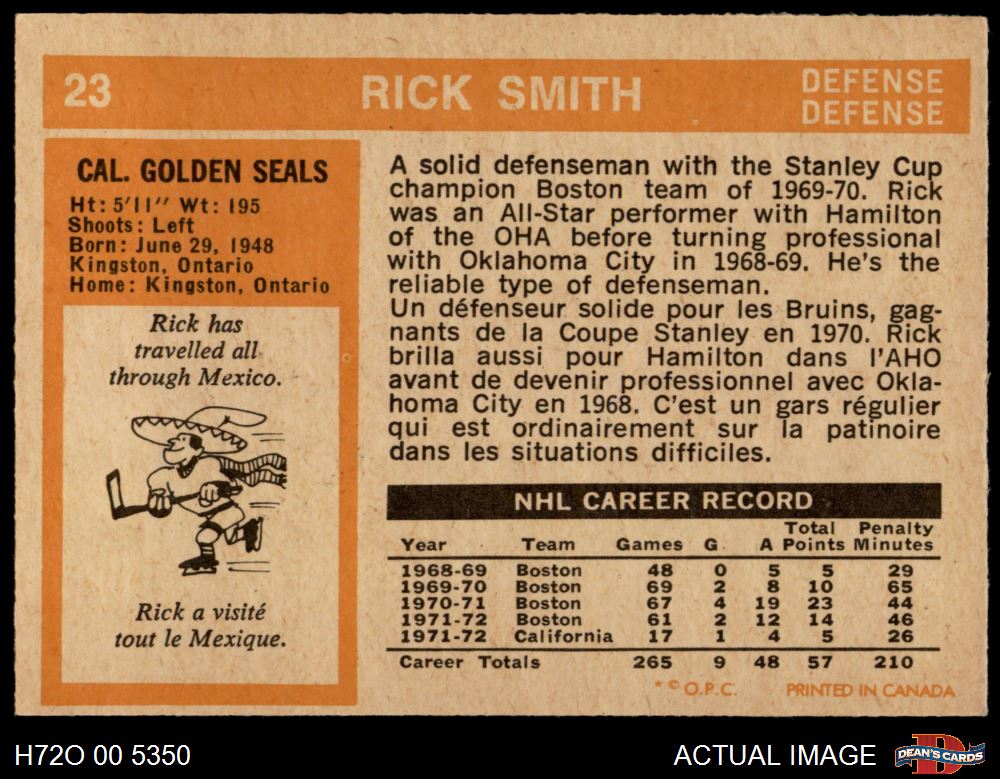 23 RICK SMITH DEFENSE
DEFENSE
CAL. GOLDEN SEALS
Ht: 5'11" Wt: 195
Shoots: Left
Born: June 29, 1948
Kingston, Ontario
Home: Kingston, Ontario
Rick has
travelled all
through Mexico.
Rick a visité
tout le Mexique.
A solid defenseman with the Stanley Cup
champion Boston team of 1969-70. Rick
was an All-Star performer with Hamilton
of the OHA before turning professional
with Oklahoma City in 1968-69. He's the
reliable type of defenseman.
Un défenseur solide pour les Bruins, gag-
nants de la Coupe Stanley en 1970. Rick
brilla aussi pour Hamilton dans l'AHO
avant de devenir professionnel avec Okla-
homa City en 1968. C'est un gars régulier
qui est ordinairement sur la patinoire
dans les situations difficiles.
NHL CAREER RECORD
Total Penalty
Year Team Games G A Points Minutes
1968-69 Boston 48 0 5 5 29
1969-70 Boston 69 2 8 10 65
1970-71 Boston 67 4 19 23 44
1971-72 Boston 61 2 12 14 46
1971-72 California 17 1 4 5 26
Career Totals 265 9 48 57 210
* © O.P.C. PRINTED IN CANADA
H72O 00 5350 ACTUAL IMAGE D DEAN'S CARDS